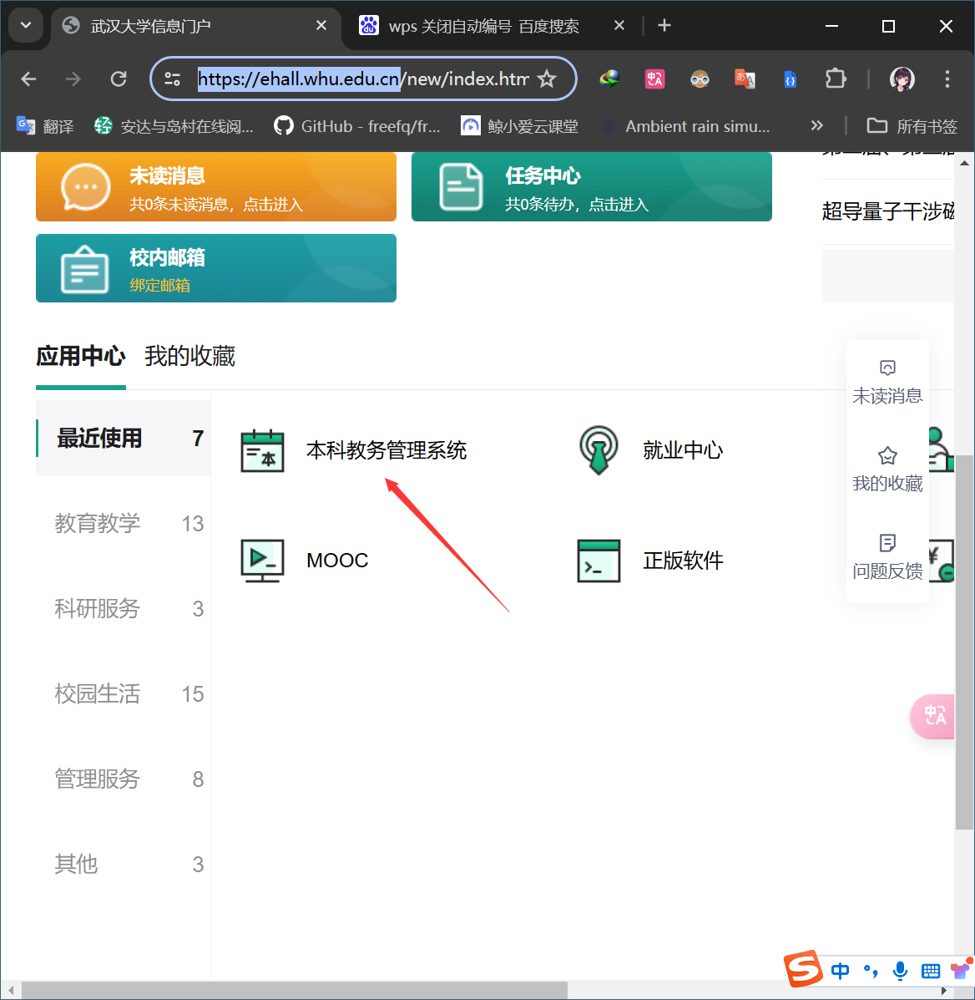 武汉大学信息门户
wps 关闭自动编号 百度搜索
https://ehall.whu.edu.cn/new/index.htm
翻译
安达与岛村在线阅...
GitHub - freefq/fr...
鲸小爱云课堂
Ambient rain simu...
所有书签
未读消息
共0条未读消息，点击进入
任务中心
共0条待办，点击进入
超导量子干涉磁
校内邮箱
绑定邮箱
应用中心
我的收藏
未读消息
我的收藏
问题反馈
最近使用 7
教育教学 13
科研服务 3
校园生活 15
管理服务 8
其他 3
本科教务管理系统
就业中心
MOOC
正版软件
中